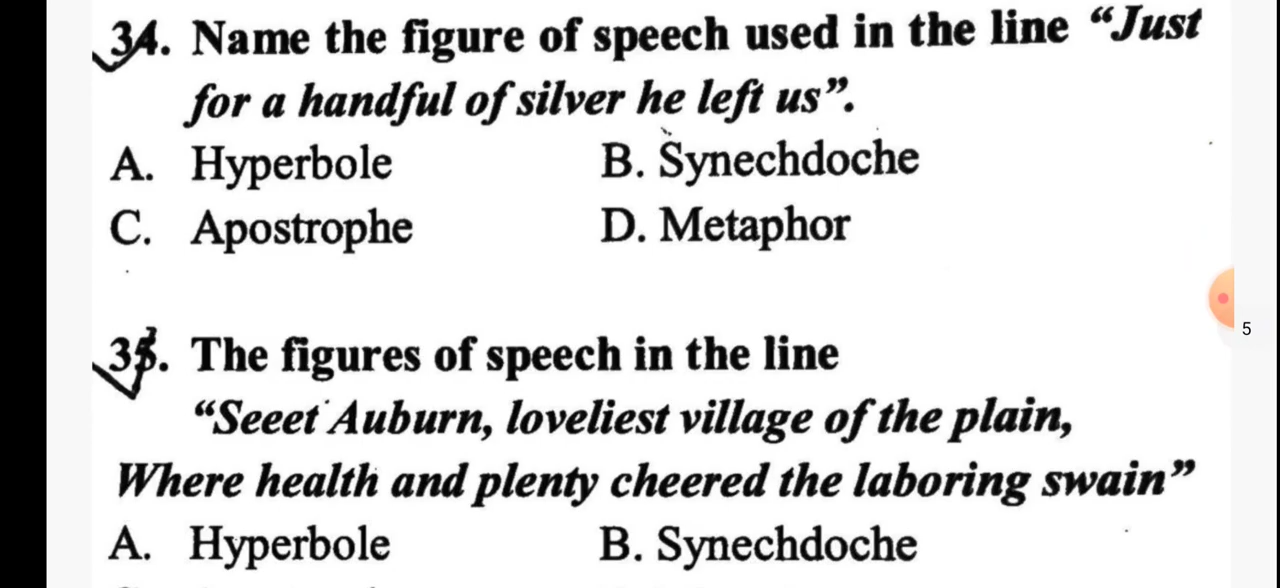 34. Name the figure of speech used in the line “Just
for a handful of silver he left us”.
A. Hyperbole B. Synechdoche
C. Apostrophe D. Metaphor
5
35. The figures of speech in the line
“Seeet Auburn, loveliest village of the plain,
Where health and plenty cheered the laboring swain”
A. Hyperbole B. Synechdoche